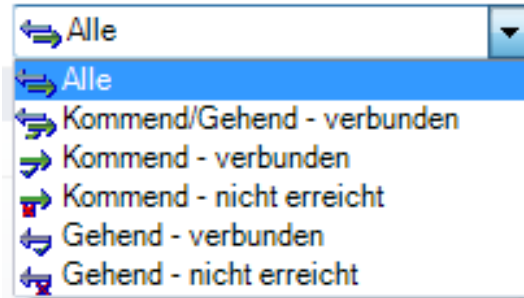 Alle
Alle
Kommend/Gehend - verbunden
Kommend - verbunden
Kommend - nicht erreicht
Gehend - verbunden
Gehend - nicht erreicht